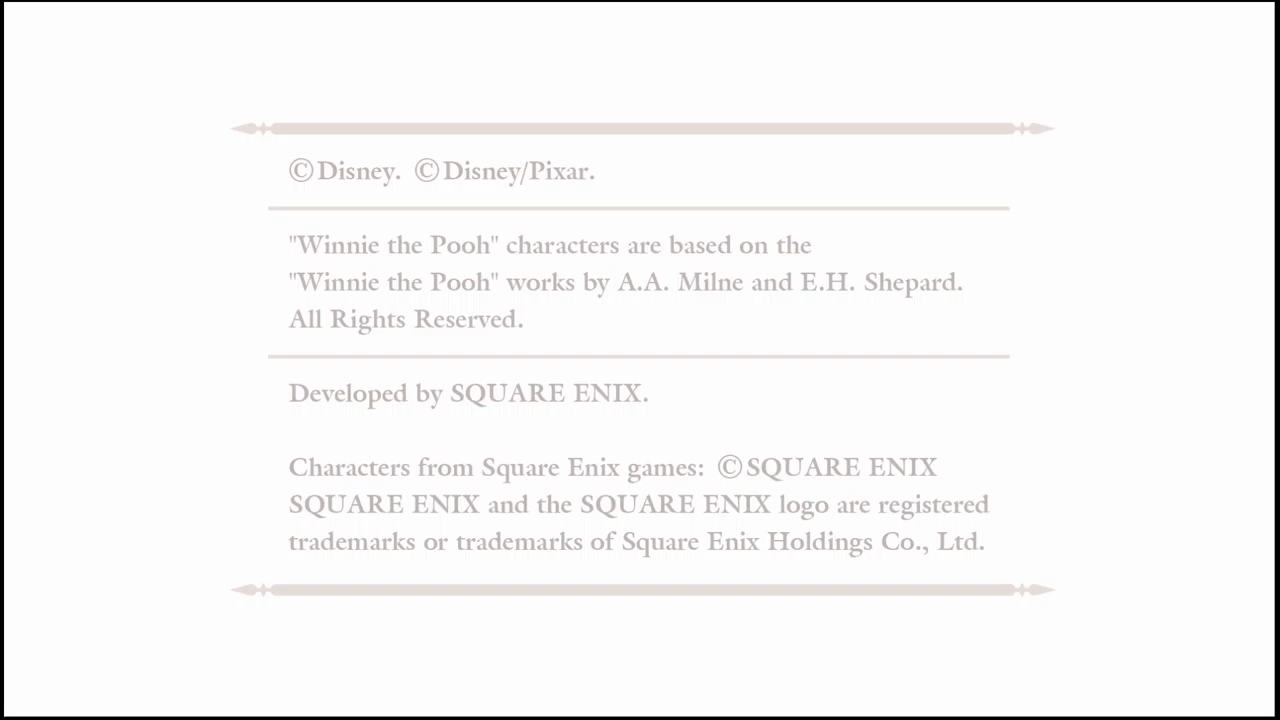 ©Disney. ©Disney/Pixar.
"Winnie the Pooh" characters are based on the
"Winnie the Pooh" works by A.A. Milne and E.H. Shepard.
All Rights Reserved.
Developed by SQUARE ENIX.
Characters from Square Enix games: ©SQUARE ENIX
SQUARE ENIX and the SQUARE ENIX logo are registered
trademarks or trademarks of Square Enix Holdings Co., Ltd.